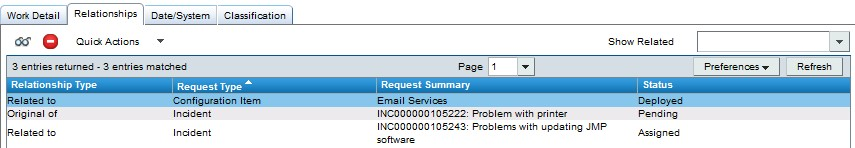 Work Detail Relationships Date/System Classification
Quick Actions Show Related
3 entries returned - 3 entries matched Page 1 Preferences Refresh
Relationship Type Request Type Request Summary Status
Related to Configuration Item Email Services Deployed
Original of Incident INC000000105222: Problem with printer Pending
Related to Incident INC000000105243: Problems with updating JMP Assigned
software